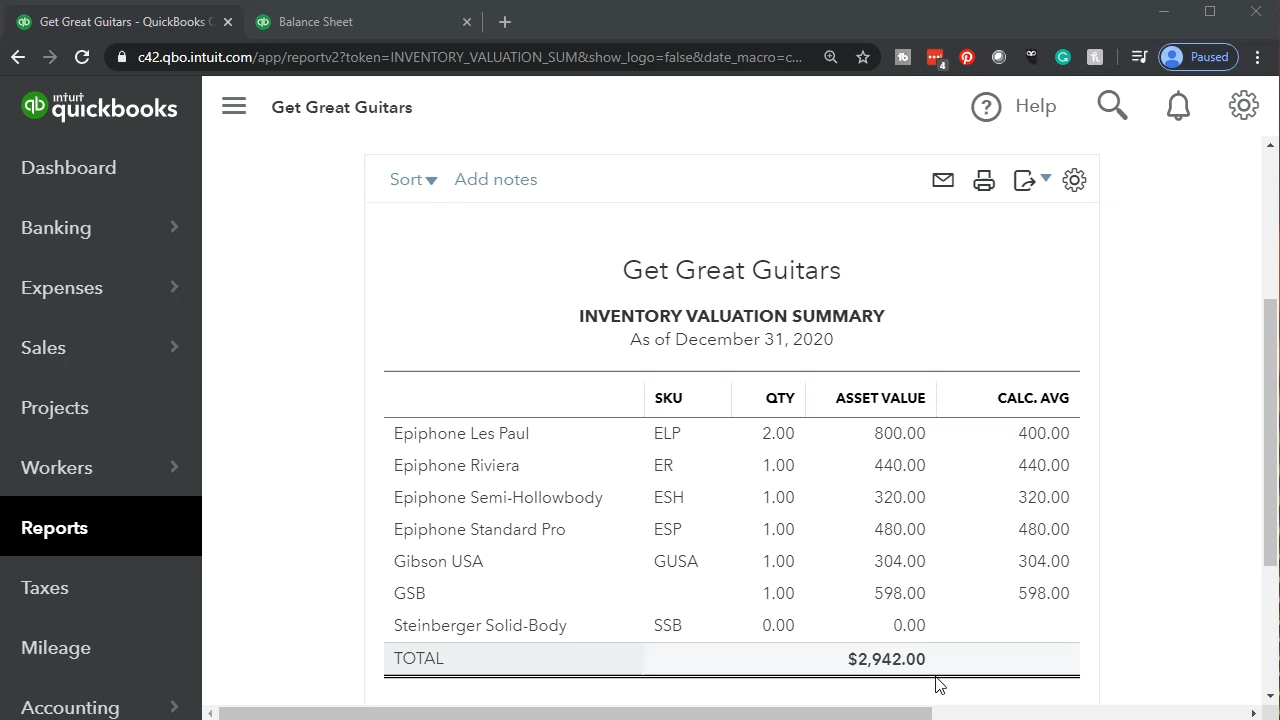 Get Great Guitars - QuickBooks
Balance Sheet
c42.qbo.intuit.com/app/reportv2?token=INVENTORY_VALUATION_SUM&show_logo=false&date_macro=c...
4
Paused
intuit
quickbooks
qb
Get Great Guitars
Help
Dashboard
Banking
Expenses
Sales
Projects
Workers
Reports
Taxes
Mileage
Accounting
Sort Add notes
Get Great Guitars
INVENTORY VALUATION SUMMARY
As of December 31, 2020
SKU QTY ASSET VALUE CALC. AVG
Epiphone Les Paul ELP 2.00 800.00 400.00
Epiphone Riviera ER 1.00 440.00 440.00
Epiphone Semi-Hollowbody ESH 1.00 320.00 320.00
Epiphone Standard Pro ESP 1.00 480.00 480.00
Gibson USA GUSA 1.00 304.00 304.00
GSB 1.00 598.00 598.00
Steinberger Solid-Body SSB 0.00 0.00
TOTAL $2,942.00